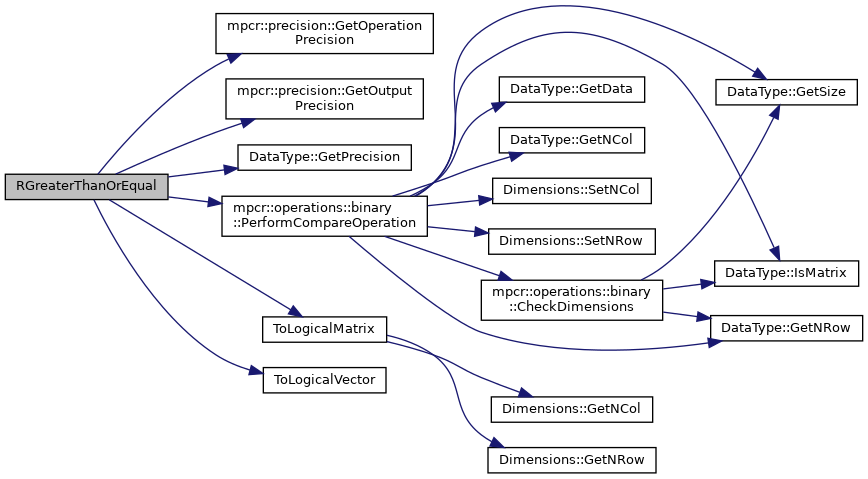 RGreaterThanOrEqual
mpcr::precision::GetOperation
Precision
mpcr::precision::GetOutput
Precision
DataType::GetPrecision
mpcr::operations::binary
::PerformCompareOperation
ToLogicalMatrix
ToLogicalVector
DataType::GetData
DataType::GetNCol
Dimensions::SetNCol
Dimensions::SetNRow
mpcr::operations::binary
::CheckDimensions
Dimensions::GetNCol
Dimensions::GetNRow
DataType::GetSize
DataType::IsMatrix
DataType::GetNRow